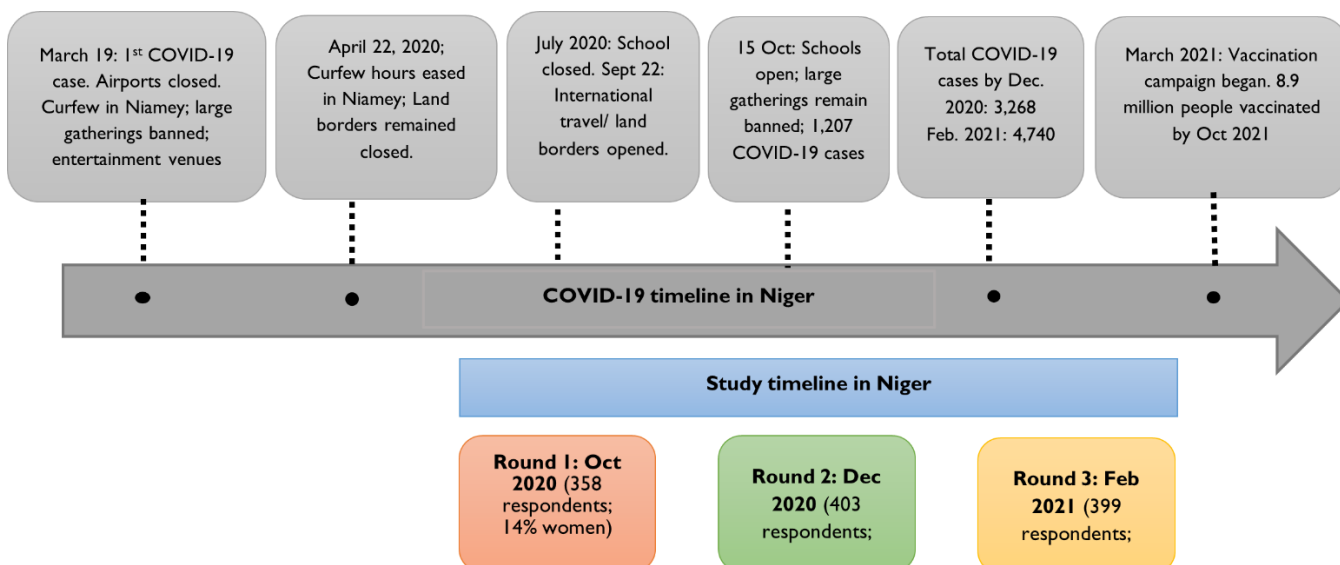 March 19: 1st COVID-19
case. Airports closed.
Curfew in Niamey; large
gatherings banned;
entertainment venues
April 22, 2020;
Curfew hours eased
in Niamey; Land
borders remained
closed.
July 2020: School
closed. Sept 22:
International
travel/ land
borders opened.
15 Oct: Schools
open; large
gatherings remain
banned; 1,207
COVID-19 cases
Total COVID-19
cases by Dec.
2020: 3,268
Feb. 2021: 4,740
March 2021: Vaccination
campaign began. 8.9
million people vaccinated
by Oct 2021
COVID-19 timeline in Niger
Study timeline in Niger
Round 1: Oct
2020 (358
respondents;
14% women)
Round 2: Dec
2020 (403
respondents;
Round 3: Feb
2021 (399
respondents;